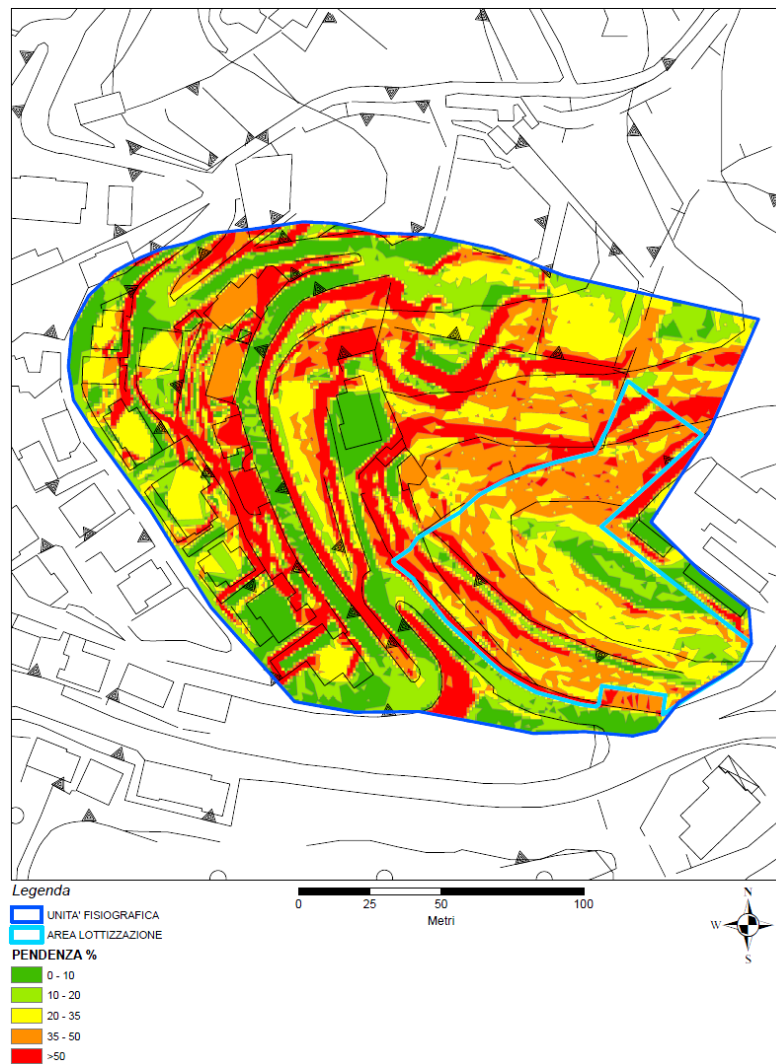 Legenda
UNITA' FISIOGRAFICA
AREA LOTTIZZAZIONE
PENDENZA %
0 - 10
10 - 20
20 - 35
35 - 50
>50
0 25 50 100
Metri
N
W E
S